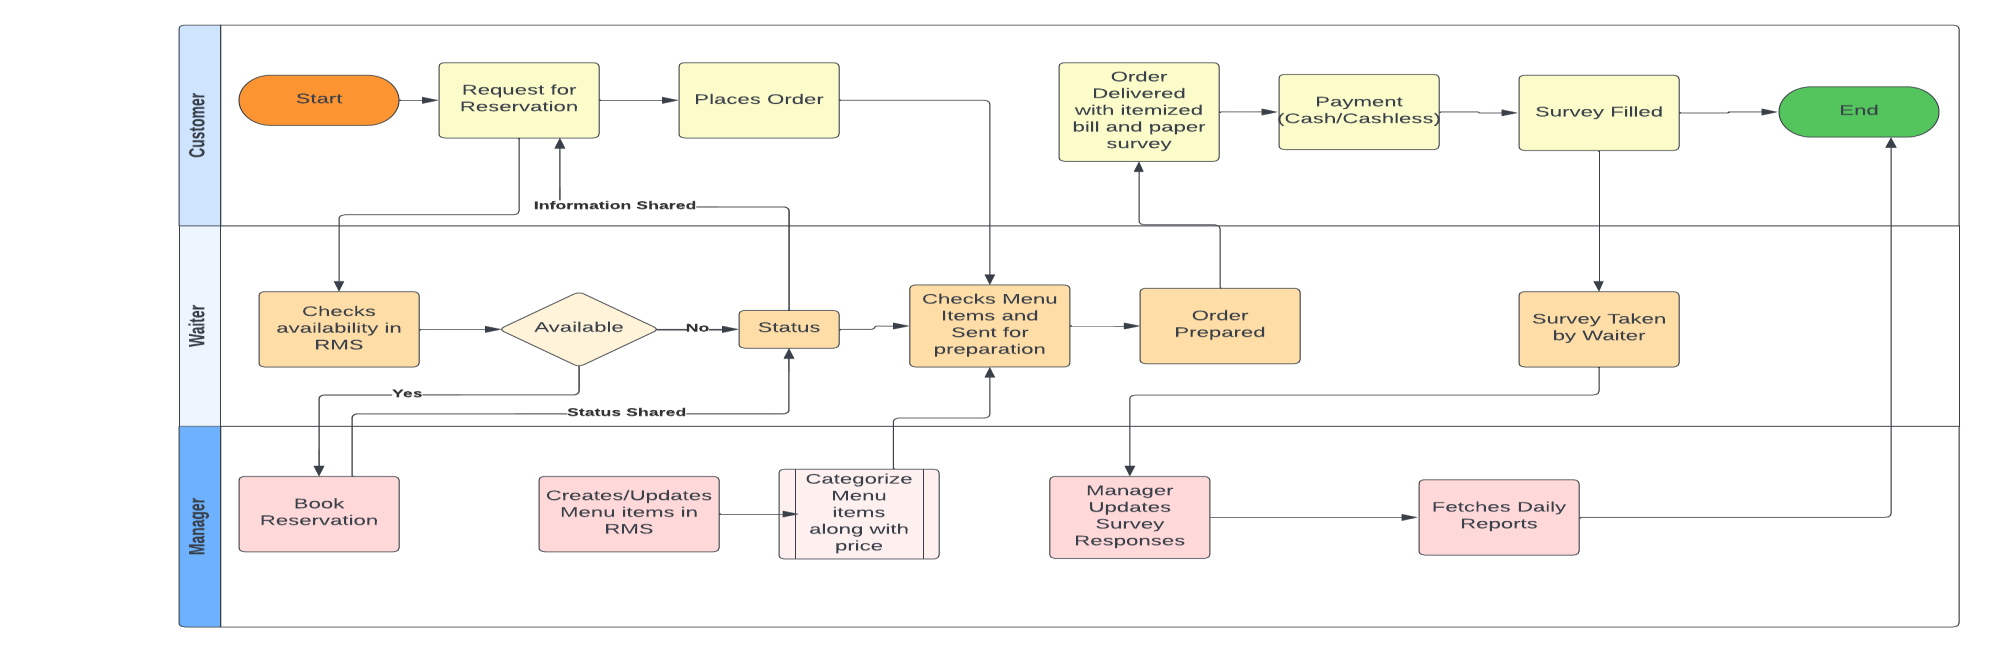 Customer
Start
Request for
Reservation
Places Order
Order
Delivered
with itemized
bill and paper
survey
Payment
(Cash/Cashless)
Survey Filled
End
Information Shared
Waiter
Checks
availability in
RMS
Available
No
Status
Checks Menu
Items and
Sent for
preparation
Order
Prepared
Survey Taken
by Waiter
Yes
Status Shared
Manager
Book
Reservation
Creates/Updates
Menu items in
RMS
Categorize
Menu
items
along with
price
Manager
Updates
Survey
Responses
Fetches Daily
Reports